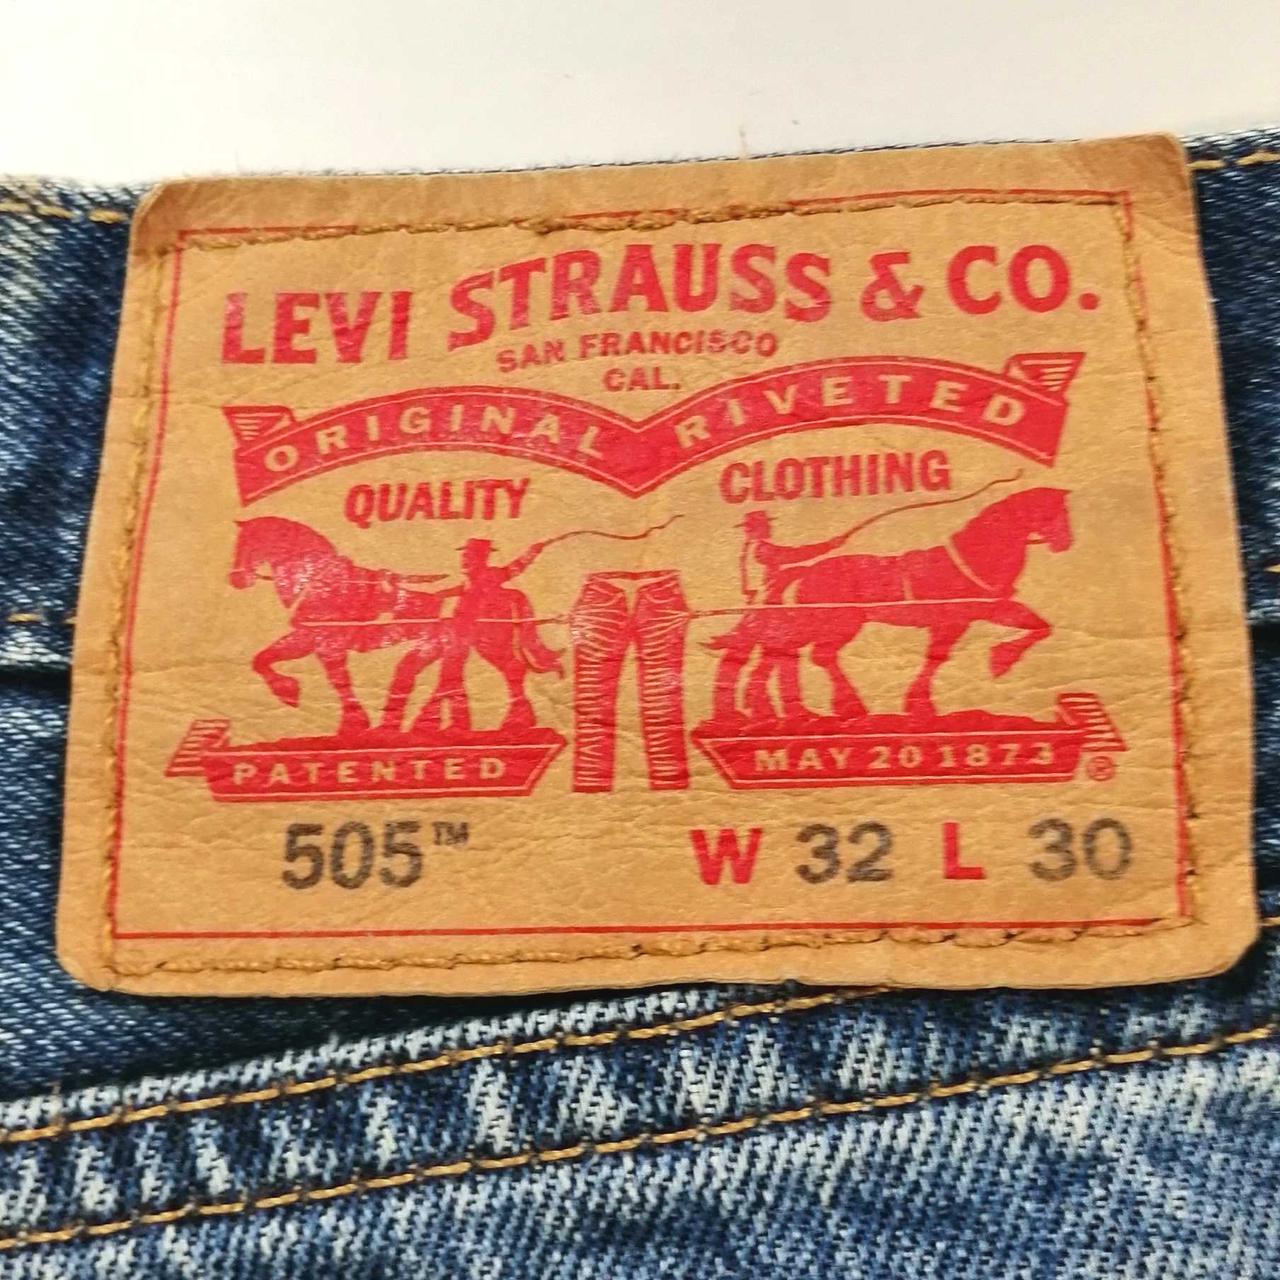 LEVI STRAUSS & CO.
SAN FRANCISCO
CAL.
ORIGINAL RIVETED
QUALITY CLOTHING
PATENTED MAY 20 1873 ®
505™ W 32 L 30